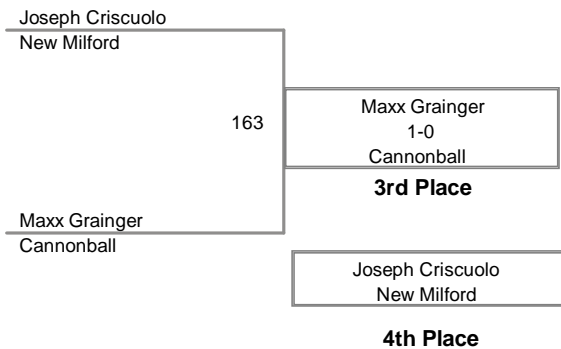 Joseph Criscuolo
New Milford
163
Maxx Grainger
1-0
Cannonball
3rd Place
Maxx Grainger
Cannonball
Joseph Criscuolo
New Milford
4th Place